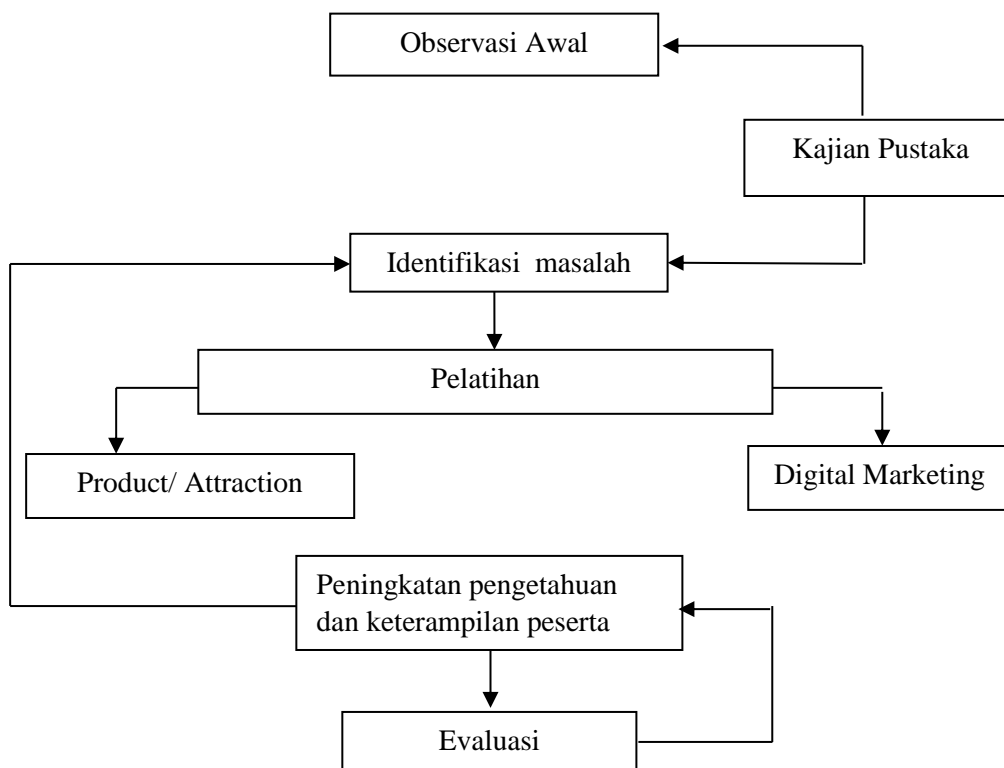 Observasi Awal
Kajian Pustaka
Identifikasi masalah
Pelatihan
Product/ Attraction
Digital Marketing
Peningkatan pengetahuan
dan keterampilan peserta
Evaluasi